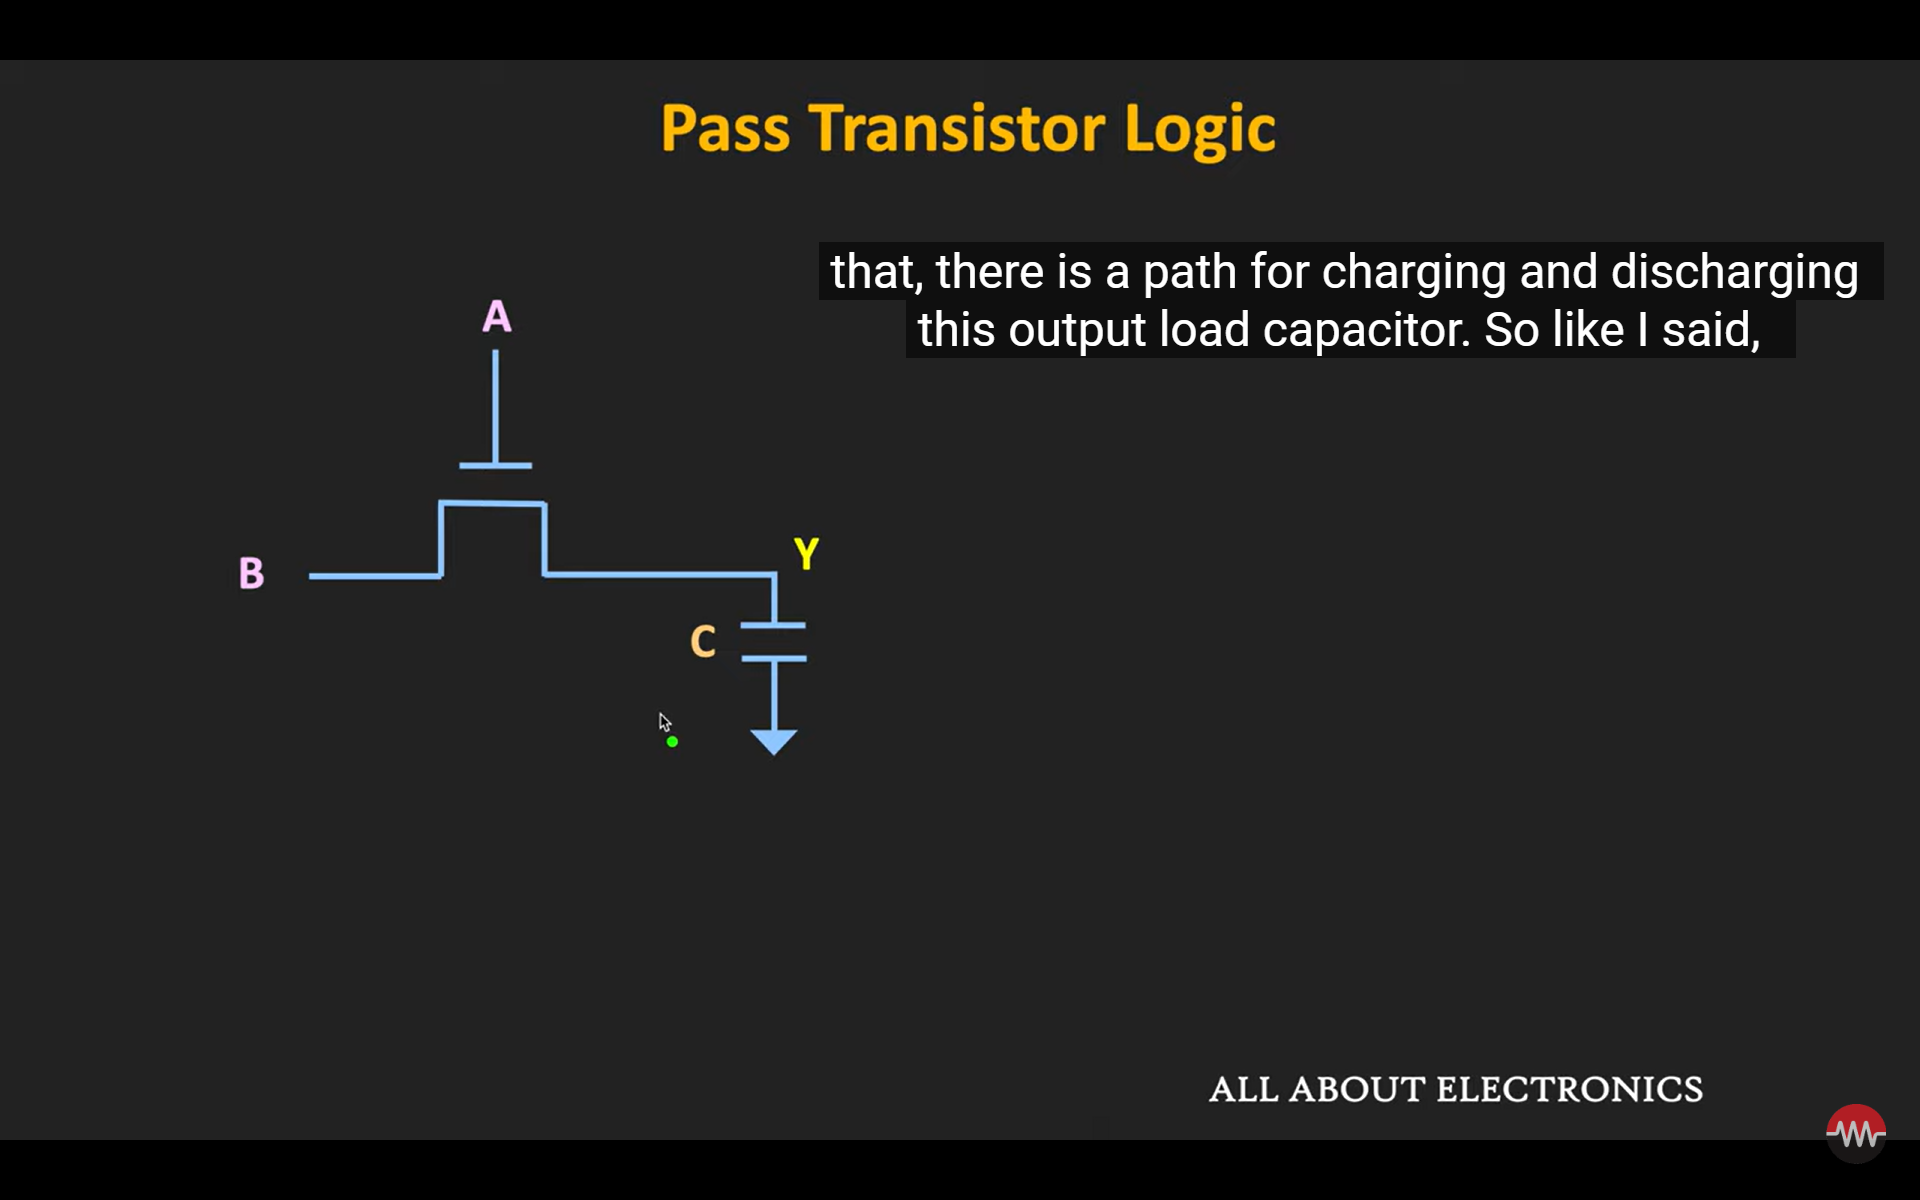 Pass Transistor Logic
that, there is a path for charging and discharging
this output load capacitor. So like I said,
A
B
Y
C
ALL ABOUT ELECTRONICS